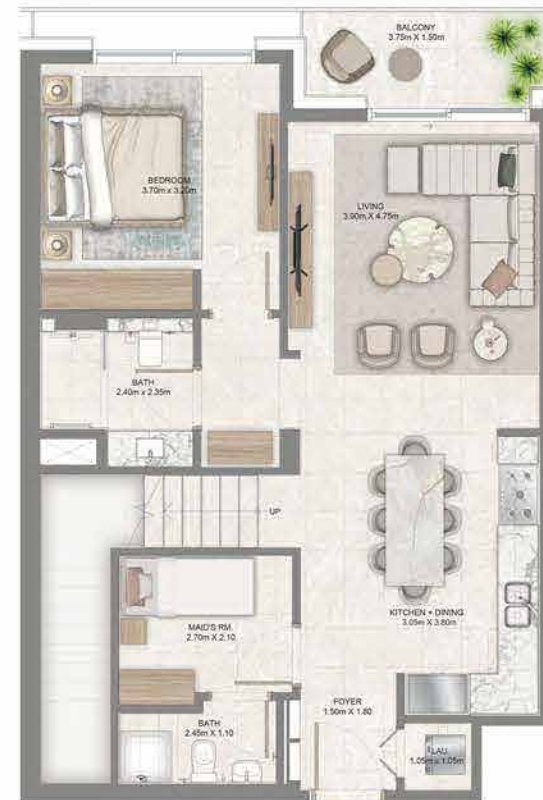 BALCONY
3.75m X 1.50m
BEDROOM
3.70m x 3.20m
LIVING
3.90m X 4.75m
BATH
2.40m x 2.35m
UP
KITCHEN + DINING
3.05m X 3.80m
MAID'S RM.
2.70m X 2.10
FOYER
1.50m X 1.80
BATH
2.45m X 1.10
LAU.
1.05m x 1.05m